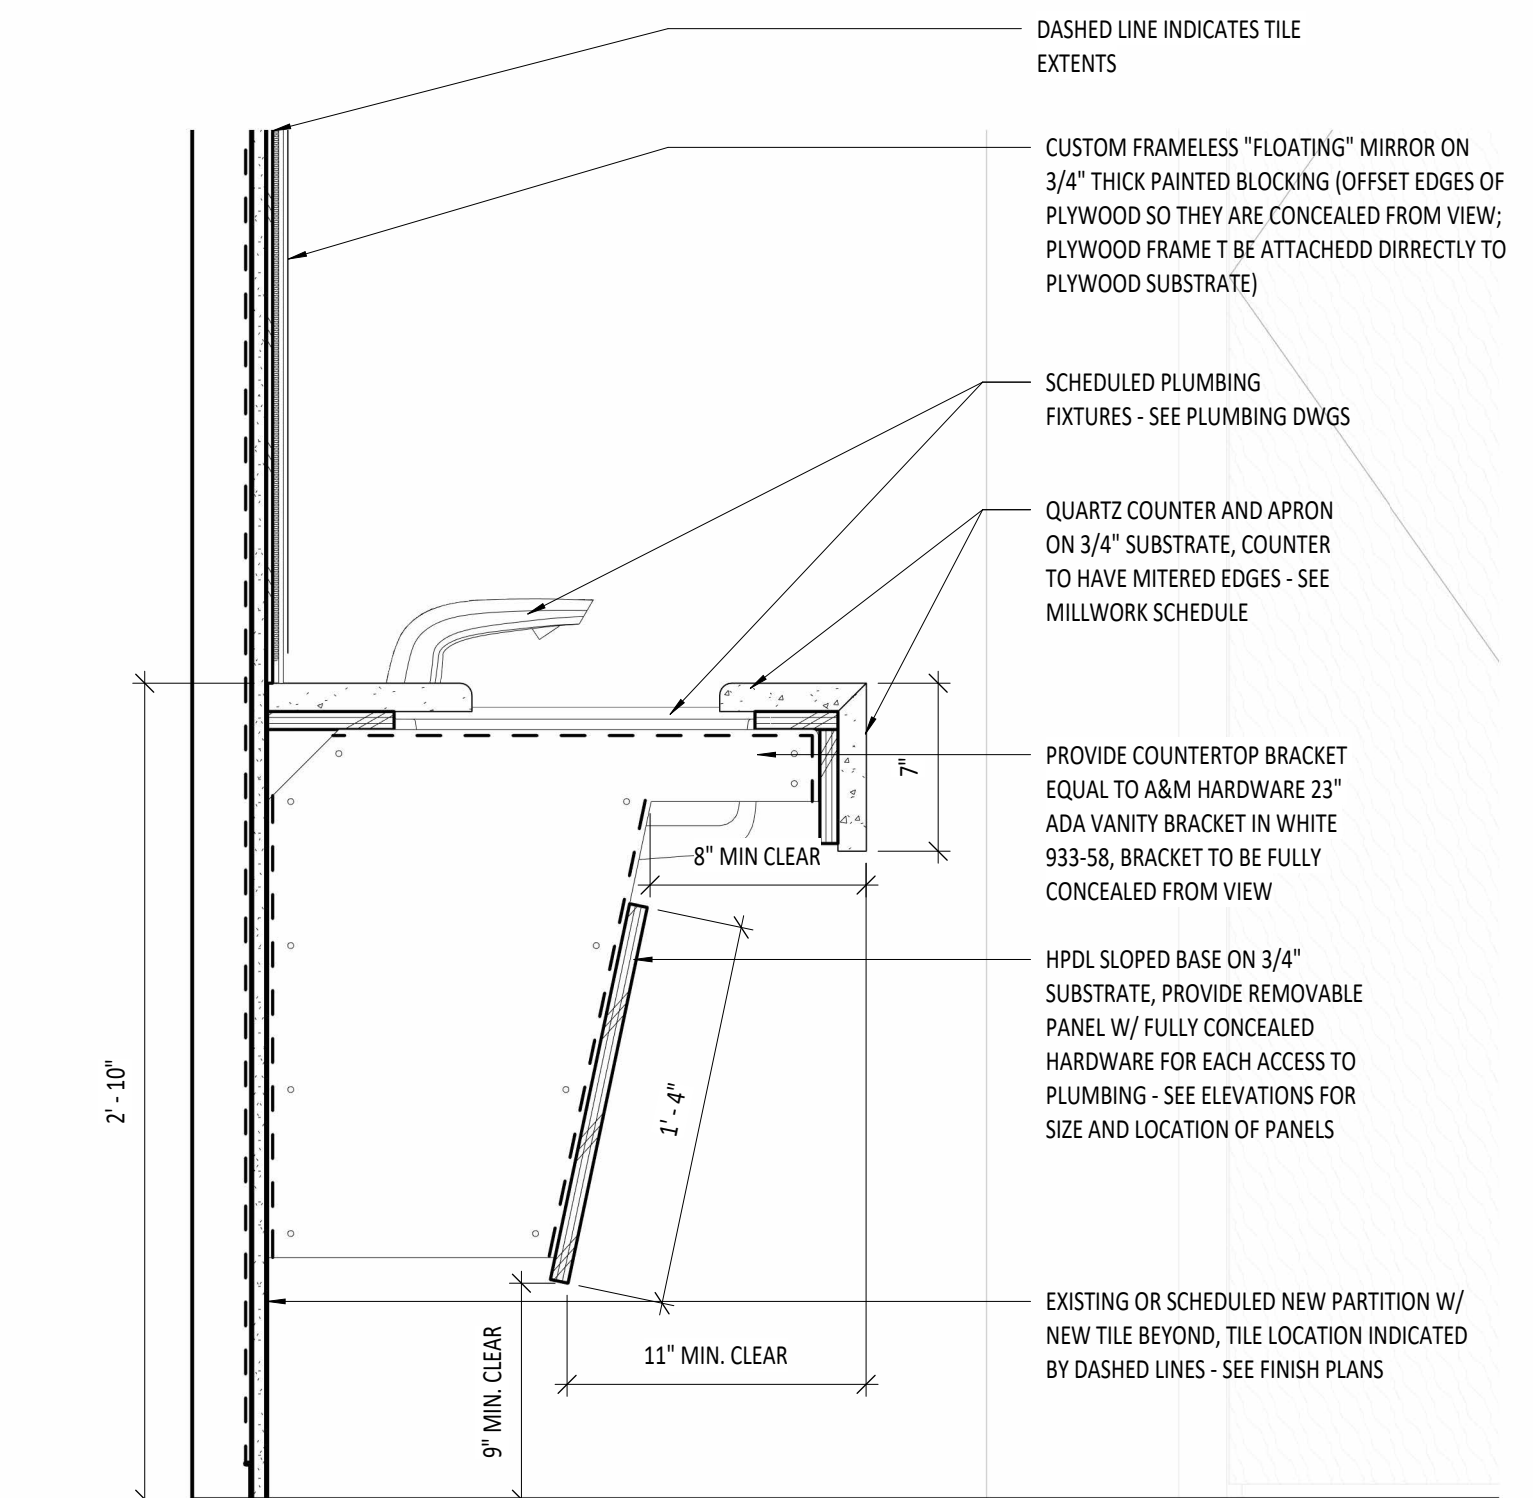 DASHED LINE INDICATES TILE
EXTENTS
CUSTOM FRAMELESS "FLOATING" MIRROR ON
3/4" THICK PAINTED BLOCKING (OFFSET EDGES OF
PLYWOOD SO THEY ARE CONCEALED FROM VIEW;
PLYWOOD FRAME T BE ATTACHEDD DIRRECTLY TO
PLYWOOD SUBSTRATE)
SCHEDULED PLUMBING
FIXTURES - SEE PLUMBING DWGS
QUARTZ COUNTER AND APRON
ON 3/4" SUBSTRATE, COUNTER
TO HAVE MITERED EDGES - SEE
MILLWORK SCHEDULE
7"
PROVIDE COUNTERTOP BRACKET
EQUAL TO A&M HARDWARE 23"
ADA VANITY BRACKET IN WHITE
933-58, BRACKET TO BE FULLY
CONCEALED FROM VIEW
8" MIN CLEAR
HPDL SLOPED BASE ON 3/4"
SUBSTRATE, PROVIDE REMOVABLE
PANEL W/ FULLY CONCEALED
HARDWARE FOR EACH ACCESS TO
PLUMBING - SEE ELEVATIONS FOR
SIZE AND LOCATION OF PANELS
2' - 10"
1' - 4"
EXISTING OR SCHEDULED NEW PARTITION W/
NEW TILE BEYOND, TILE LOCATION INDICATED
BY DASHED LINES - SEE FINISH PLANS
11" MIN. CLEAR
9" MIN. CLEAR